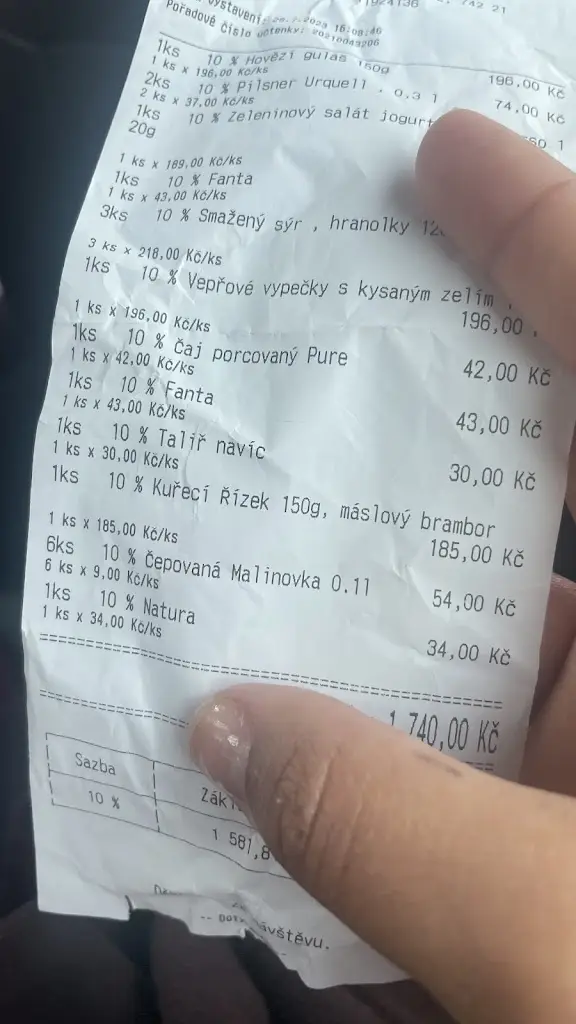 742 21
Pořadové číslo účtenky:
1ks 10 % Hovězí guláš 150g
1 ks x 196,00 Kč/ks 196,00 Kč
2ks 10 % Pilsner Urquell . 0.3 l
2 ks x 37,00 Kč/ks 74,00 Kč
1ks 10 % Zeleninový salát jogurt
20g
1 ks x 189,00 Kč/ks
1ks 10 % Fanta
1 ks x 43,00 Kč/ks
3ks 10 % Smažený sýr , hranolky
3 ks x 218,00 Kč/ks
1ks 10 % Vepřové vypečky s kysaným zelím .
1 ks x 196,00 Kč/ks 196,00
1ks 10 % Čaj porcovaný Pure
1 ks x 42,00 Kč/ks 42,00 Kč
1ks 10 % Fanta
1 ks x 43,00 Kč/ks 43,00 Kč
1ks 10 % Talíř navíc
1 ks x 30,00 Kč/ks 30,00 Kč
1ks 10 % Kuřecí Řízek 150g, máslový brambor
1 ks x 185,00 Kč/ks 185,00 Kč
6ks 10 % Čepovaná Malinovka 0.1l
6 ks x 9,00 Kč/ks 54,00 Kč
1ks 10 % Natura
1 ks x 34,00 Kč/ks 34,00 Kč
1 740,00 Kč
Sazba
10 % 1 581,8